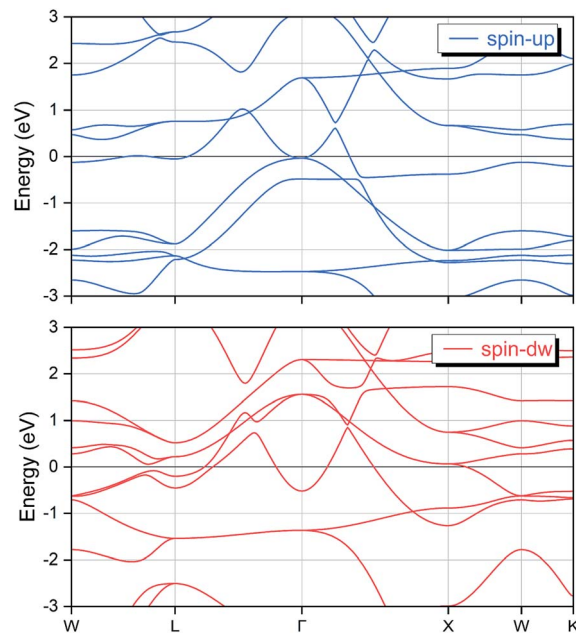 3
spin-up
2
1
0
-1
-2
-3
Energy (eV)
3
spin-dw
2
1
0
-1
-2
-3
Energy (eV)
W L Γ X W K